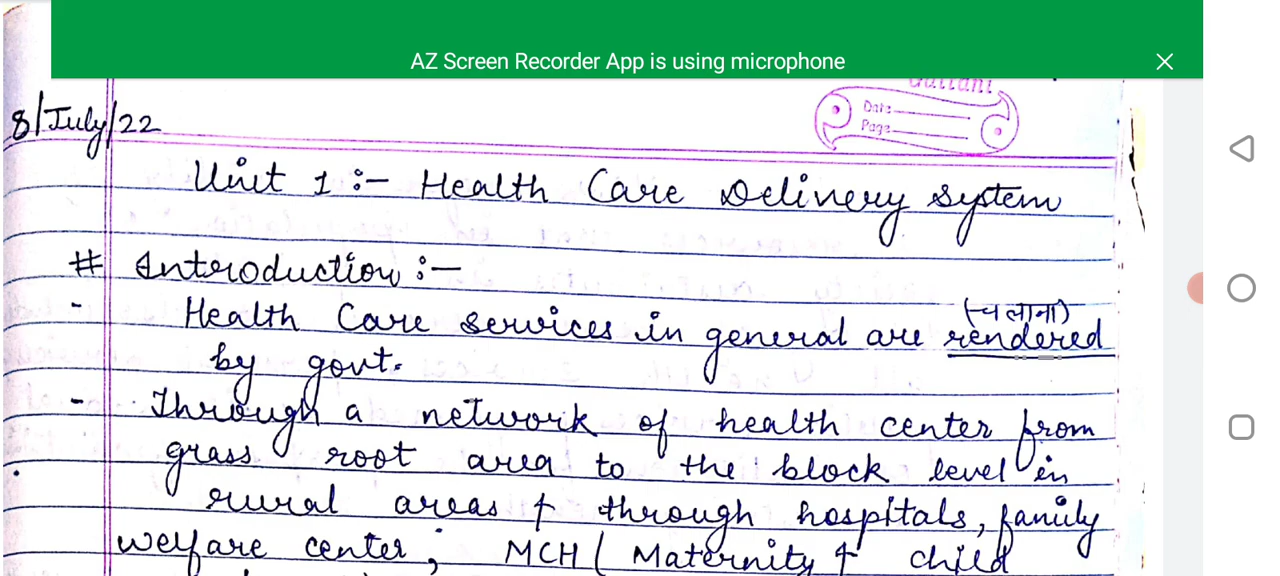 AZ Screen Recorder App is using microphone
8/July/22
Date
Page
Unit 1 :- Health Care Delivery System
# Introduction :-
(चलाना)
- Health Care services in general are rendered
by govt.
- Through a network of health center from
grass root area to the block level in
rural areas & through hospitals, family
welfare center, MCH ( Maternity & child